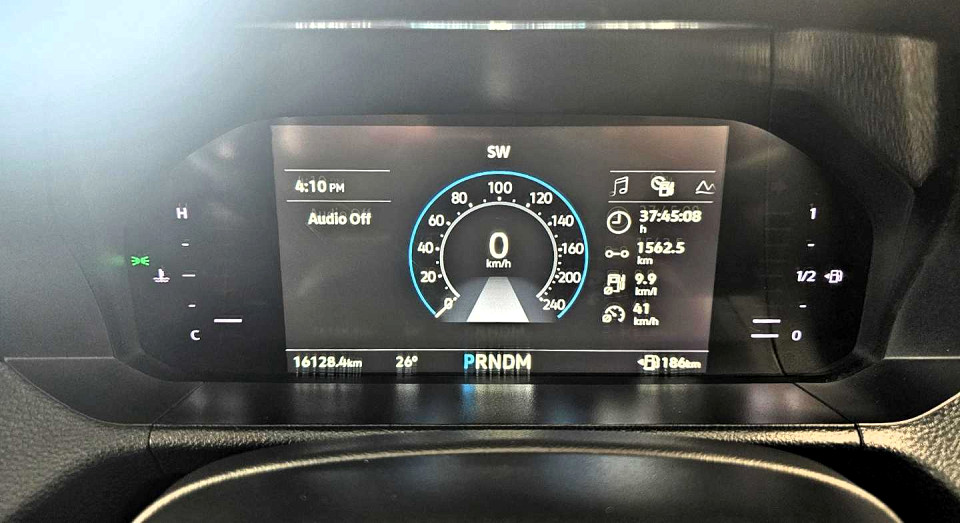 SW
4:10 PM
Audio Off
H
C
0
20
40
60
80
100
120
140
160
200
240
0
km/h
37:45:08
h
1562.5
km
9.9
km/l
41
km/h
1
1/2
0
16128.4km
26°
PRNDM
186km